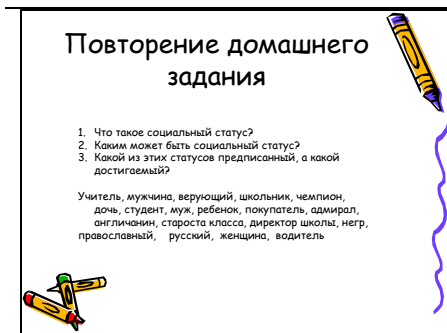 Повторение домашнего
задания
1. Что такое социальный статус?
2. Каким может быть социальный статус?
3. Какой из этих статусов предписанный, а какой
достигаемый?
Учитель, мужчина, верующий, школьник, чемпион,
дочь, студент, муж, ребенок, покупатель, адмирал,
англичанин, староста класса, директор школы, негр,
православный, русский, женщина, водитель